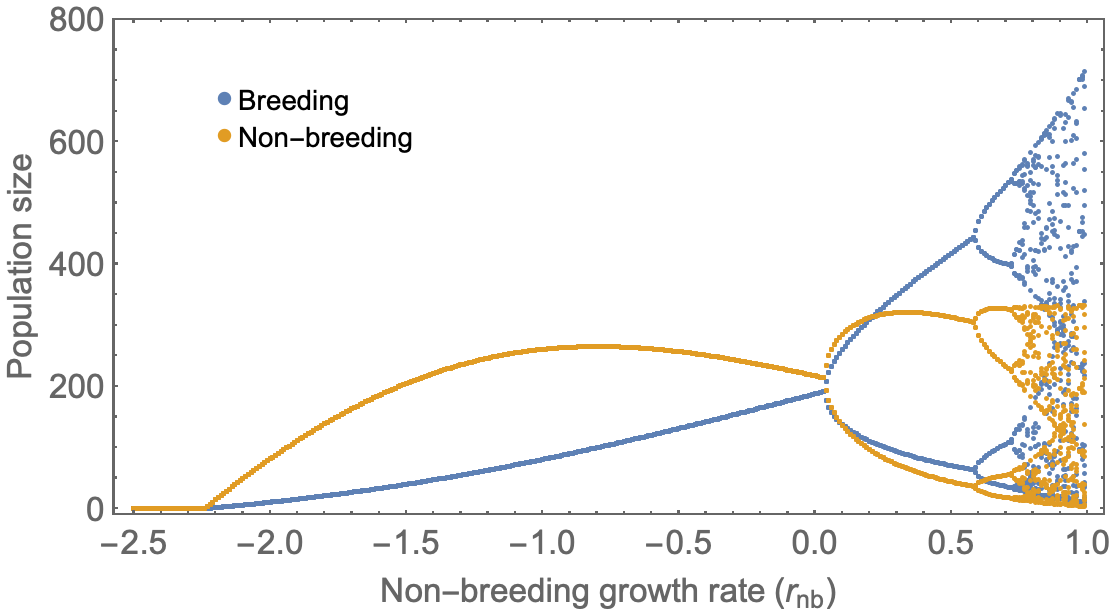 Population size
800
600
400
200
0
Breeding
Non−breeding
−2.5 −2.0 −1.5 −1.0 −0.5 0.0 0.5 1.0
Non−breeding growth rate (rnb)